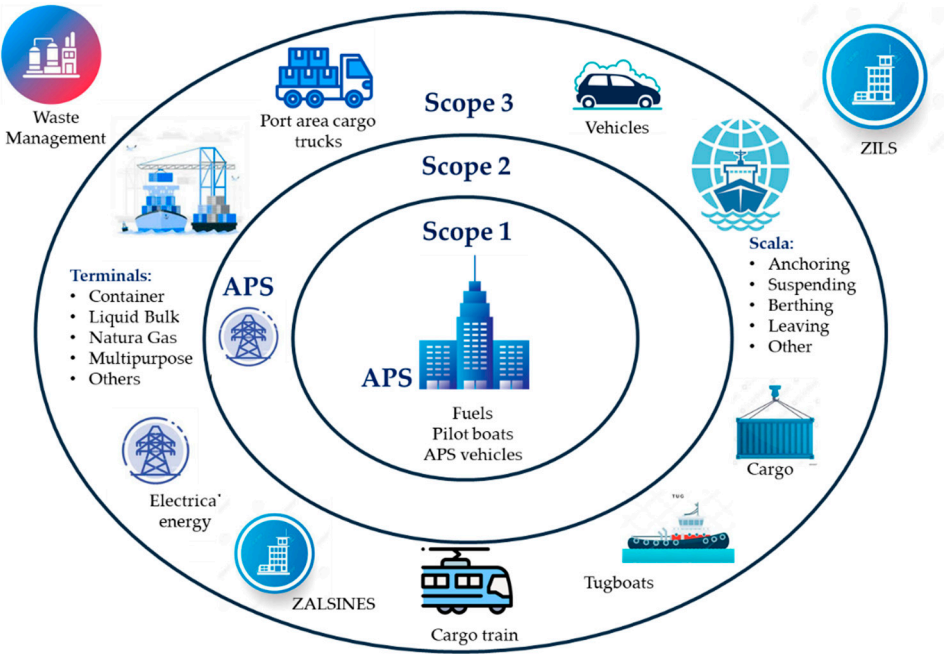 Scope 3
Port area cargo
trucks
Vehicles
Waste
Management
ZILS
Scope 2
Scope 1
Terminals:
• Container
• Liquid Bulk
• Natura Gas
• Multipurpose
• Others
APS
Scala:
• Anchoring
• Suspending
• Berthing
• Leaving
• Other
APS
Fuels
Pilot boats
APS vehicles
Electrica
energy
Cargo
TUG
Tugboats
ZALSINES
Cargo train